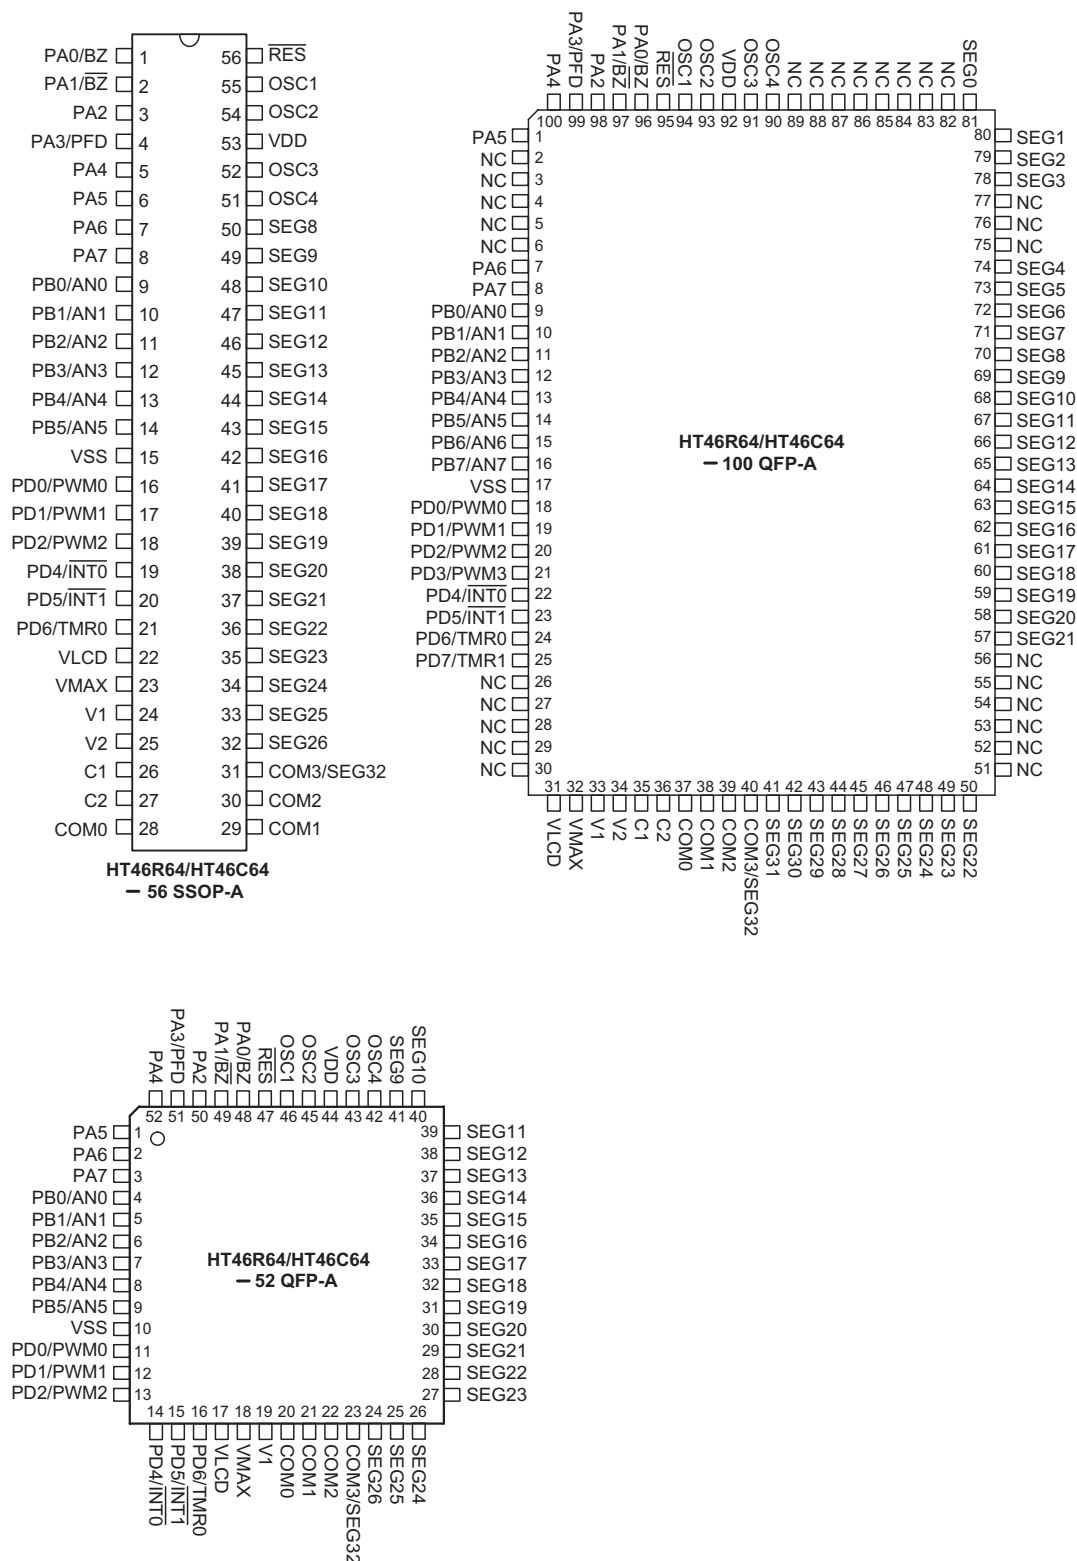 PA0/BZ 1 56 RES
PA1/BZ 2 55 OSC1
PA2 3 54 OSC2
PA3/PFD 4 53 VDD
PA4 5 52 OSC3
PA5 6 51 OSC4
PA6 7 50 SEG8
PA7 8 49 SEG9
PB0/AN0 9 48 SEG10
PB1/AN1 10 47 SEG11
PB2/AN2 11 46 SEG12
PB3/AN3 12 45 SEG13
PB4/AN4 13 44 SEG14
PB5/AN5 14 43 SEG15
VSS 15 42 SEG16
PD0/PWM0 16 41 SEG17
PD1/PWM1 17 40 SEG18
PD2/PWM2 18 39 SEG19
PD4/INT0 19 38 SEG20
PD5/INT1 20 37 SEG21
PD6/TMR0 21 36 SEG22
VLCD 22 35 SEG23
VMAX 23 34 SEG24
V1 24 33 SEG25
V2 25 32 SEG26
C1 26 31 COM3/SEG32
C2 27 30 COM2
COM0 28 29 COM1
HT46R64/HT46C64
– 56 SSOP-A
PA4 PA3/PFD PA2 PA1/BZ PA0/BZ RES OSC1 OSC2 VDD OSC3 OSC4 NC NC NC NC NC NC NC NC SEG0
100 99 98 97 96 95 94 93 92 91 90 89 88 87 86 85 84 83 82 81
PA5 1 80 SEG1
NC 2 79 SEG2
NC 3 78 SEG3
NC 4 77 NC
NC 5 76 NC
NC 6 75 NC
PA6 7 74 SEG4
PA7 8 73 SEG5
PB0/AN0 9 72 SEG6
PB1/AN1 10 71 SEG7
PB2/AN2 11 70 SEG8
PB3/AN3 12 69 SEG9
PB4/AN4 13 68 SEG10
PB5/AN5 14 67 SEG11
PB6/AN6 15 66 SEG12
PB7/AN7 16 65 SEG13
VSS 17 64 SEG14
PD0/PWM0 18 63 SEG15
PD1/PWM1 19 62 SEG16
PD2/PWM2 20 61 SEG17
PD3/PWM3 21 60 SEG18
PD4/INT0 22 59 SEG19
PD5/INT1 23 58 SEG20
PD6/TMR0 24 57 SEG21
PD7/TMR1 25 56 NC
NC 26 55 NC
NC 27 54 NC
NC 28 53 NC
NC 29 52 NC
NC 30 51 NC
HT46R64/HT46C64
– 100 QFP-A
31 32 33 34 35 36 37 38 39 40 41 42 43 44 45 46 47 48 49 50
VLCD VMAX V1 V2 C1 C2 COM0 COM1 COM2 COM3/SEG32 SEG31 SEG30 SEG29 SEG28 SEG27 SEG26 SEG25 SEG24 SEG23 SEG22
PA4 PA3/PFD PA2 PA1/BZ PA0/BZ RES OSC1 OSC2 VDD OSC3 OSC4 SEG9 SEG10
52 51 50 49 48 47 46 45 44 43 42 41 40
PA5 1 39 SEG11
PA6 2 38 SEG12
PA7 3 37 SEG13
PB0/AN0 4 36 SEG14
PB1/AN1 5 35 SEG15
PB2/AN2 6 34 SEG16
PB3/AN3 7 33 SEG17
PB4/AN4 8 32 SEG18
PB5/AN5 9 31 SEG19
VSS 10 30 SEG20
PD0/PWM0 11 29 SEG21
PD1/PWM1 12 28 SEG22
PD2/PWM2 13 27 SEG23
HT46R64/HT46C64
– 52 QFP-A
14 15 16 17 18 19 20 21 22 23 24 25 26
PD4/INT0 PD5/INT1 PD6/TMR0 VLCD VMAX V1 COM0 COM1 COM2 COM3/SEG32 SEG26 SEG25 SEG24